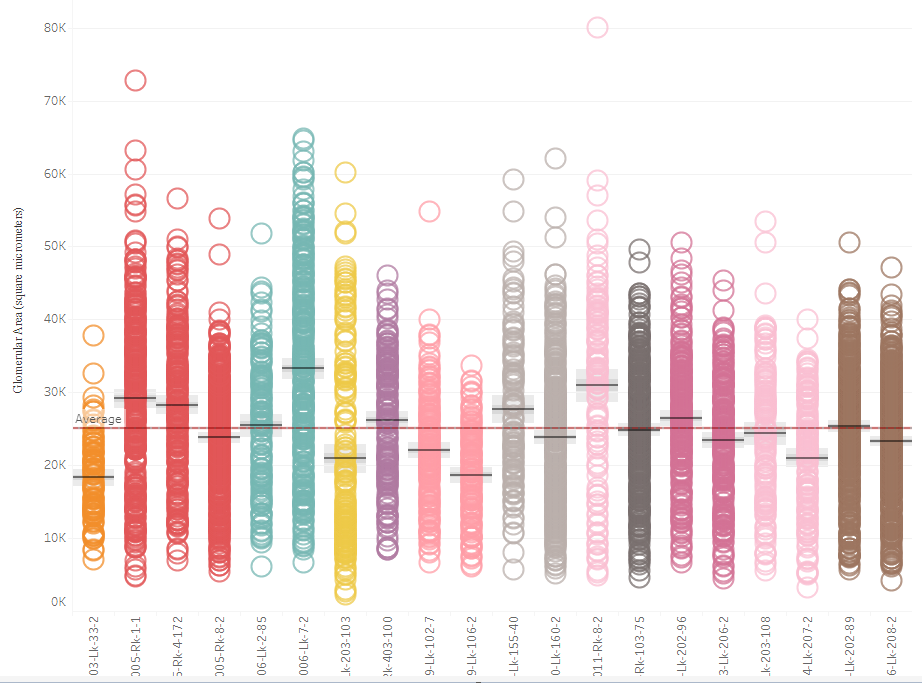 80K
70K
60K
50K
40K
30K
20K
10K
0K
Glomerular Area (square micrometers)
Average
03-Lk-33-2
005-Rk-1-1
5-Rk-4-172
005-Rk-8-2
06-Lk-2-85
006-Lk-7-2
Lk-203-103
Rk-403-100
9-Lk-102-7
9-Lk-106-2
-Lk-155-40
0-Lk-160-2
011-Rk-8-2
-Rk-103-75
-Lk-202-96
3-Lk-206-2
-Lk-203-108
4-Lk-207-2
-Lk-202-89
6-Lk-208-2